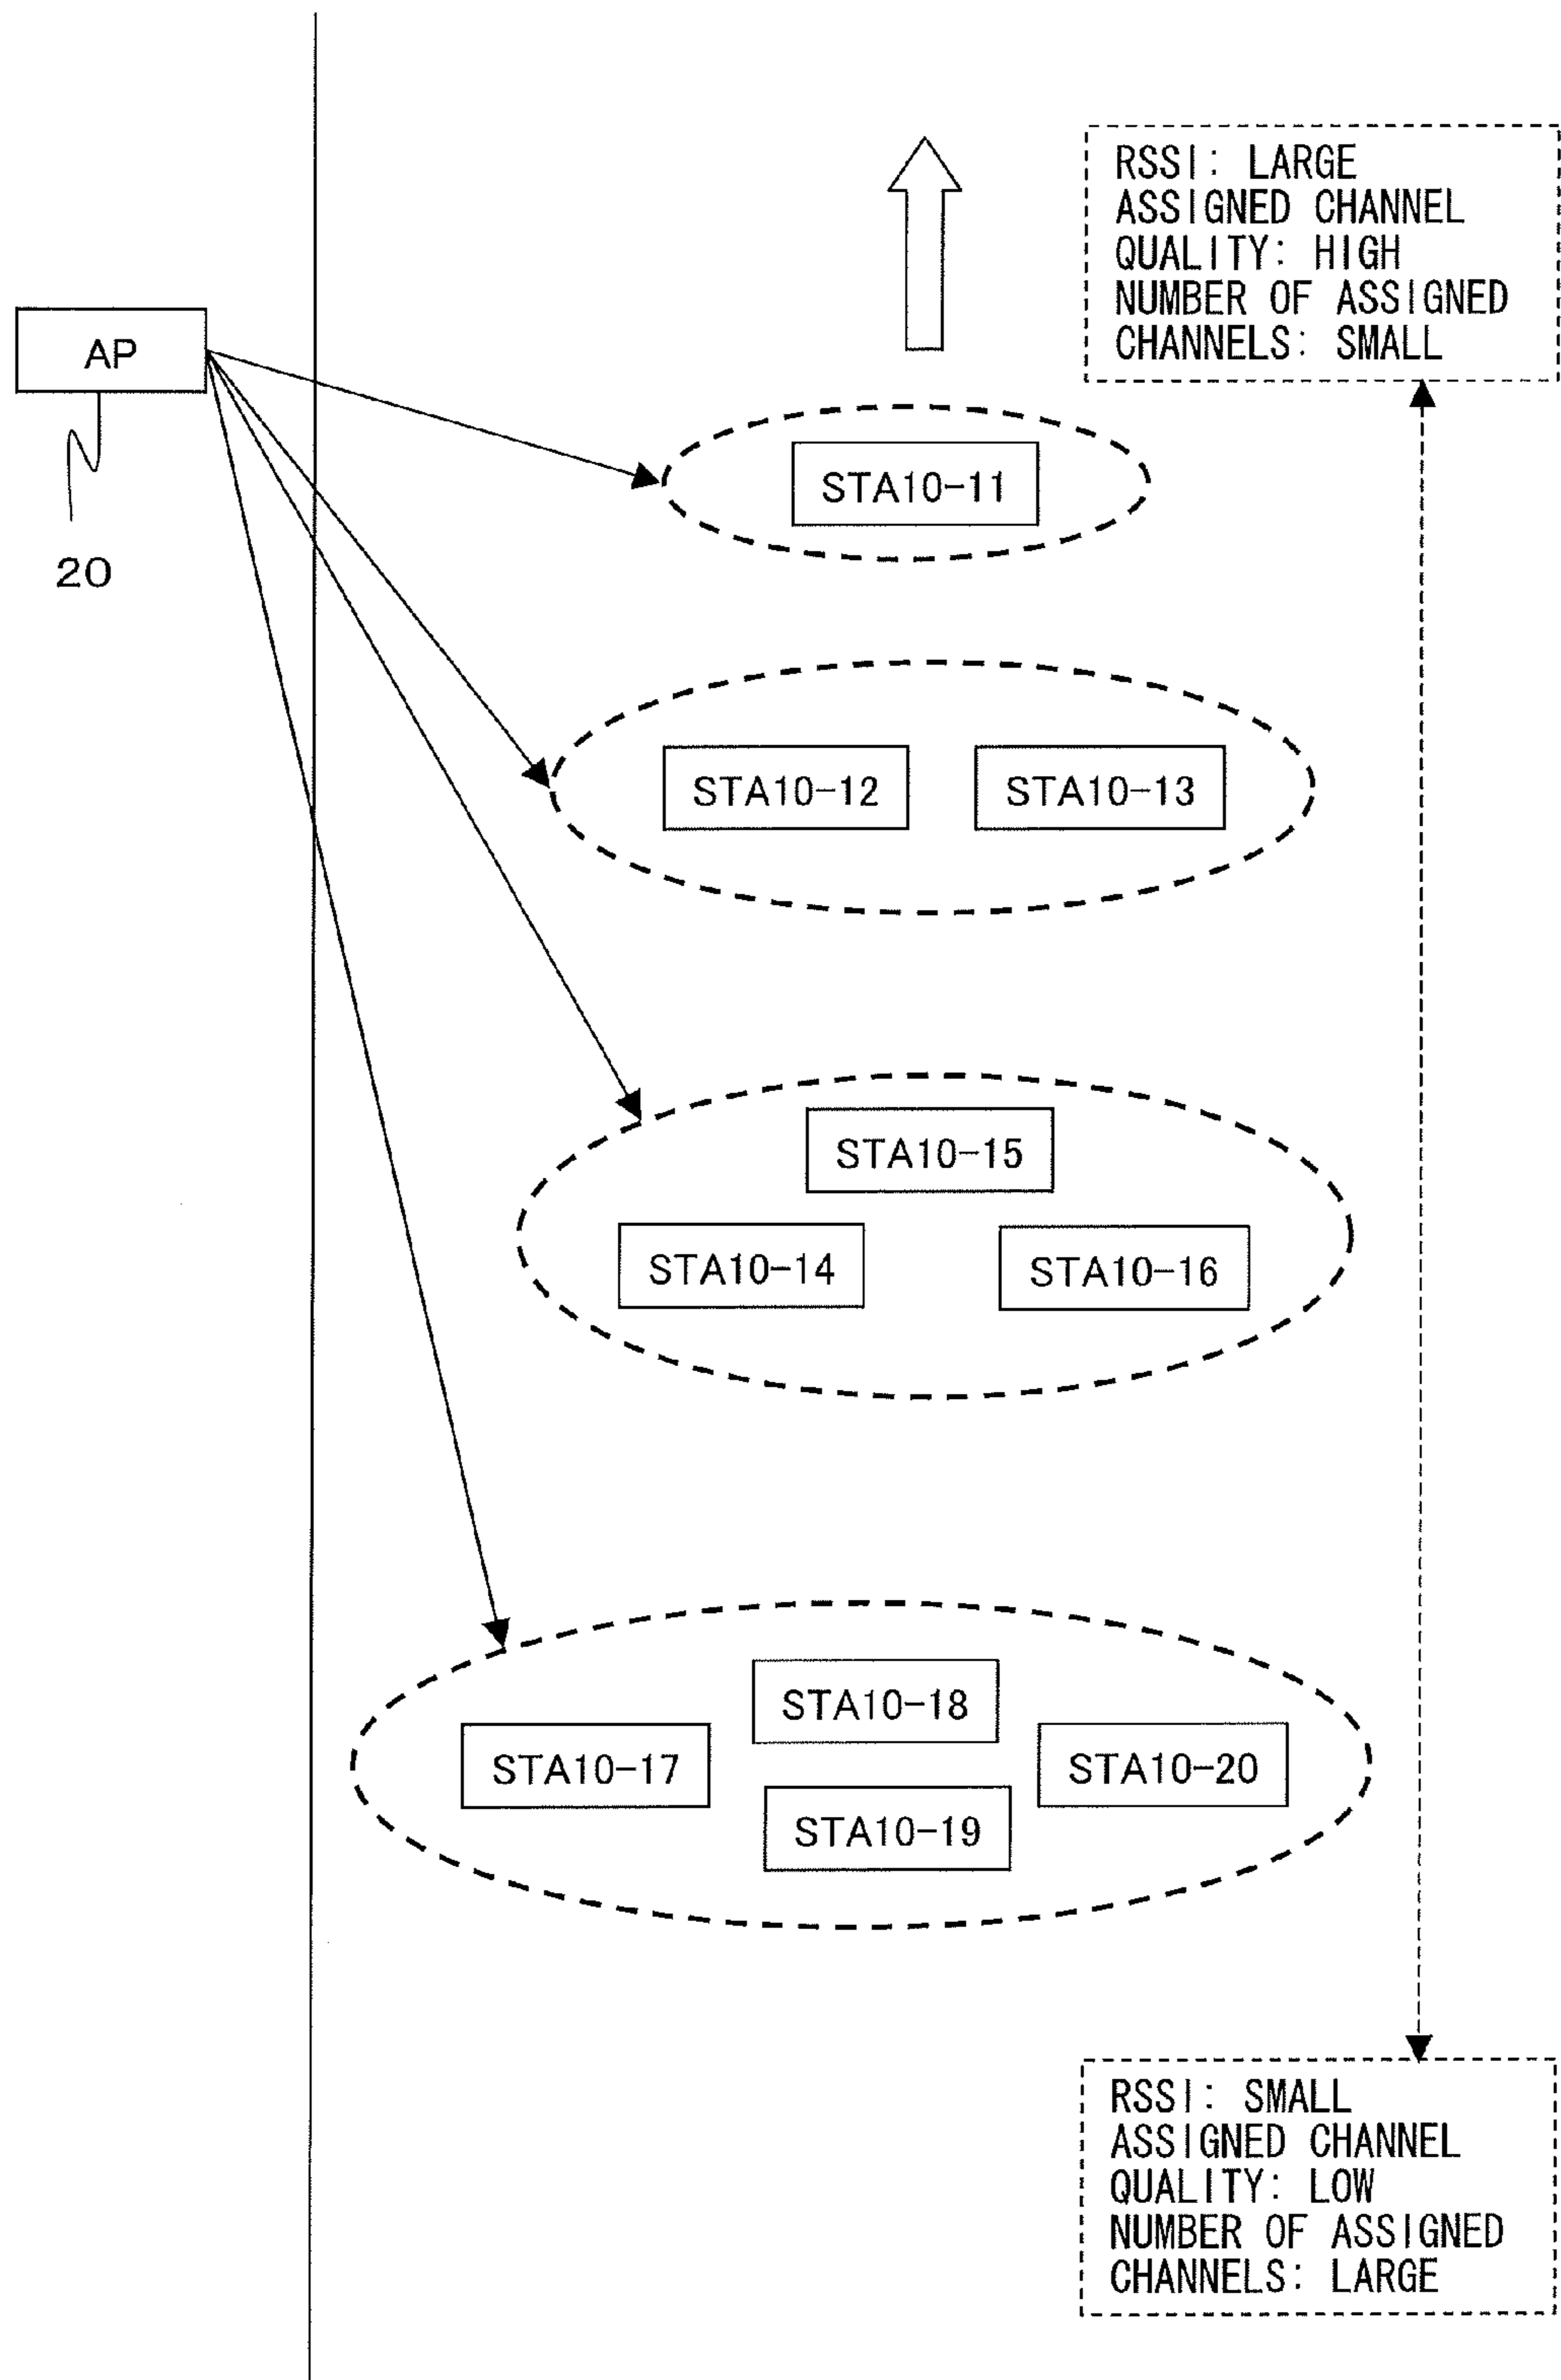 RSSI: LARGE
ASSIGNED CHANNEL
QUALITY: HIGH
NUMBER OF ASSIGNED
CHANNELS: SMALL
AP
20
STA10-11
STA10-12 STA10-13
STA10-15
STA10-14 STA10-16
STA10-18
STA10-17 STA10-20
STA10-19
RSSI: SMALL
ASSIGNED CHANNEL
QUALITY: LOW
NUMBER OF ASSIGNED
CHANNELS: LARGE